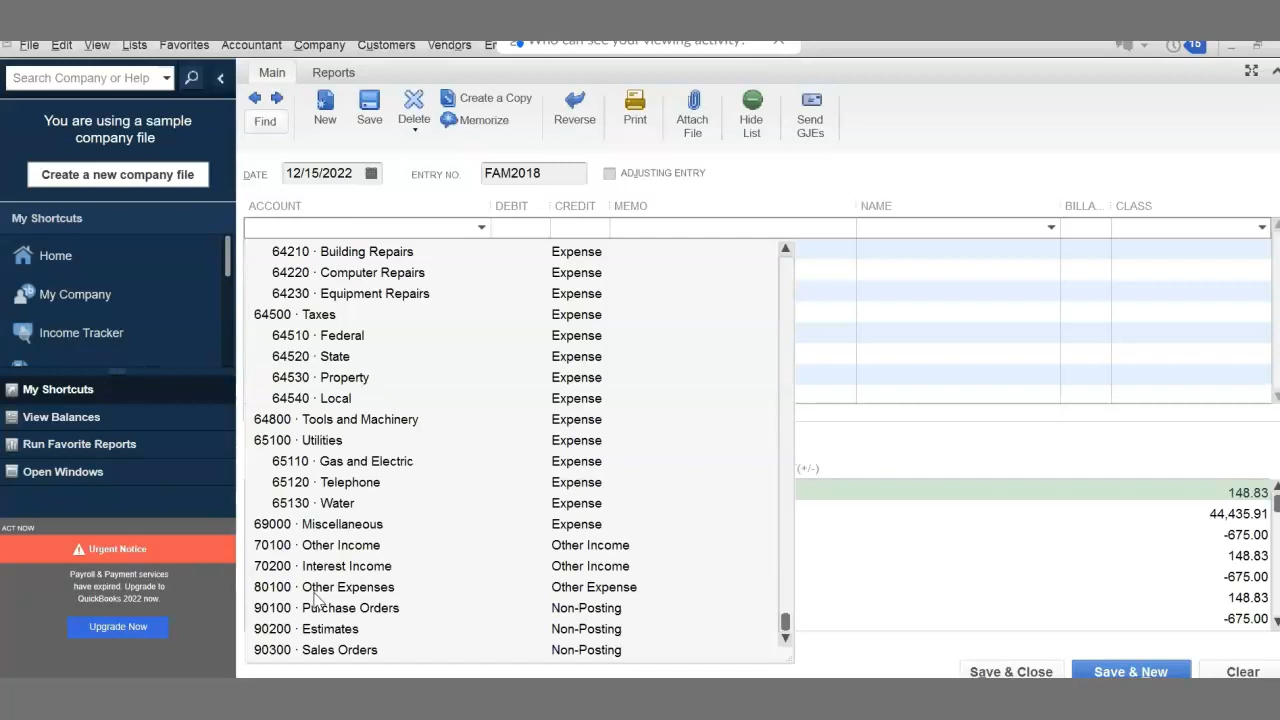 File Edit View Lists Favorites Accountant Company Customers Vendors
Who can see your viewing activity?
15
Search Company or Help
Main Reports
You are using a sample
company file
Create a new company file
My Shortcuts
Home
My Company
Income Tracker
My Shortcuts
View Balances
Run Favorite Reports
Open Windows
ACT NOW
Urgent Notice
Payroll & Payment services
have expired. Upgrade to
QuickBooks 2022 now.
Upgrade Now
Find
New
Save
Delete
Create a Copy
Memorize
Reverse
Print
Attach
File
Hide
List
Send
GJEs
DATE 12/15/2022 ENTRY NO. FAM2018 ADJUSTING ENTRY
ACCOUNT DEBIT CREDIT MEMO NAME BILLA... CLASS
64210 · Building Repairs Expense
64220 · Computer Repairs Expense
64230 · Equipment Repairs Expense
64500 · Taxes Expense
64510 · Federal Expense
64520 · State Expense
64530 · Property Expense
64540 · Local Expense
64800 · Tools and Machinery Expense
65100 · Utilities Expense
65110 · Gas and Electric Expense
65120 · Telephone Expense
65130 · Water Expense
69000 · Miscellaneous Expense
70100 · Other Income Other Income
70200 · Interest Income Other Income
80100 · Other Expenses Other Expense
90100 · Purchase Orders Non-Posting
90200 · Estimates Non-Posting
90300 · Sales Orders Non-Posting
(+/-)
148.83
44,435.91
-675.00
148.83
-675.00
148.83
-675.00
Save & Close Save & New Clear